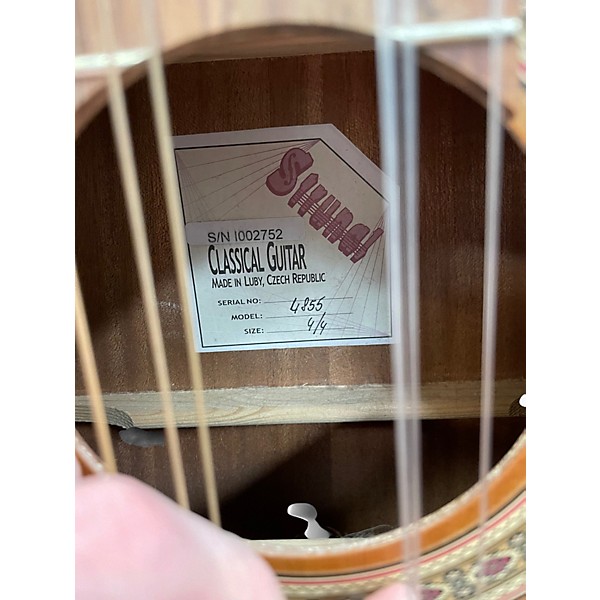 Strunal
S/N I002752
CLASSICAL GUITAR
MADE IN LUBY, CZECH REPUBLIC
SERIAL NO:
MODEL: 4855
SIZE: 4/4